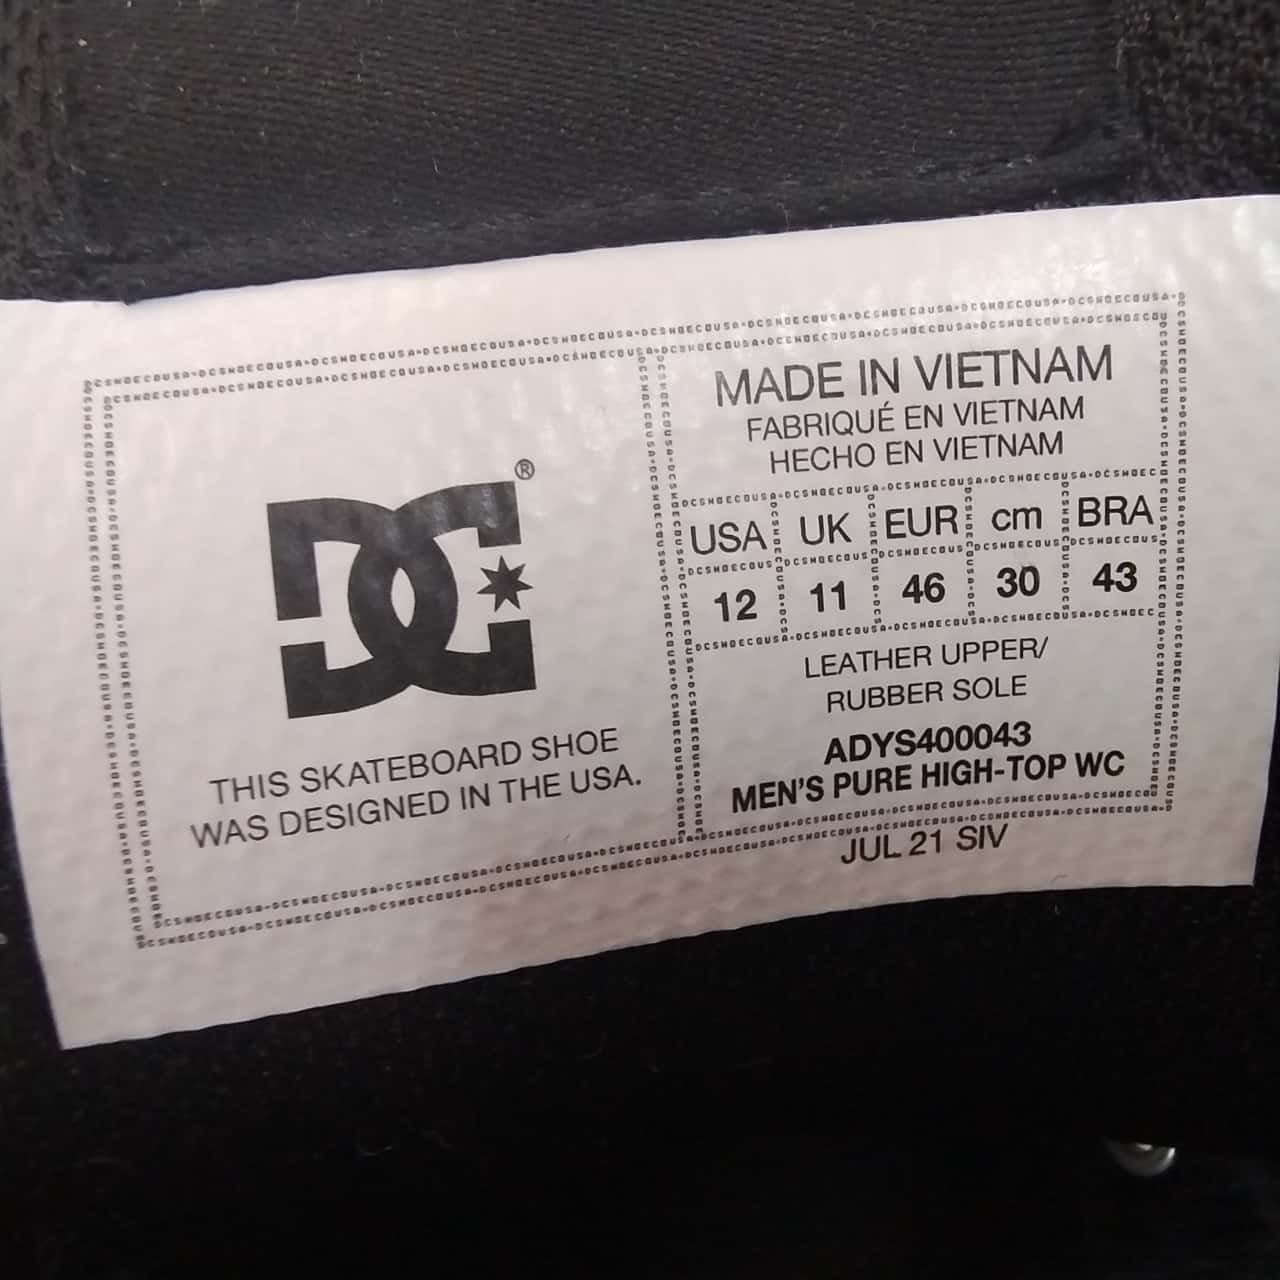 DC®
THIS SKATEBOARD SHOE
WAS DESIGNED IN THE USA.
MADE IN VIETNAM
FABRIQUÉ EN VIETNAM
HECHO EN VIETNAM
USA UK EUR cm BRA
12 11 46 30 43
LEATHER UPPER/
RUBBER SOLE
ADYS400043
MEN'S PURE HIGH-TOP WC
JUL 21 SIV